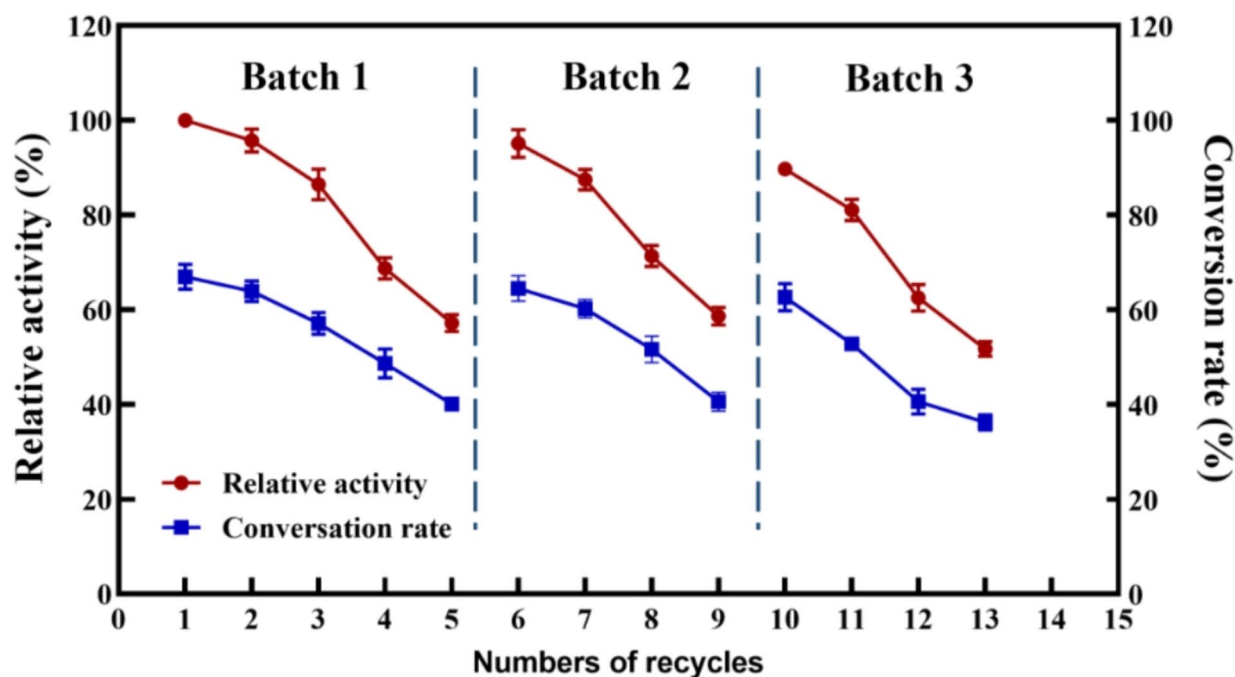 Batch 1
Batch 2
Batch 3
Relative activity (%)
120
100
80
60
40
20
0
Relative activity
Conversation rate
120
100
80
60
40
20
0
Conversion rate (%)
0 1 2 3 4 5 6 7 8 9 10 11 12 13 14 15
Numbers of recycles